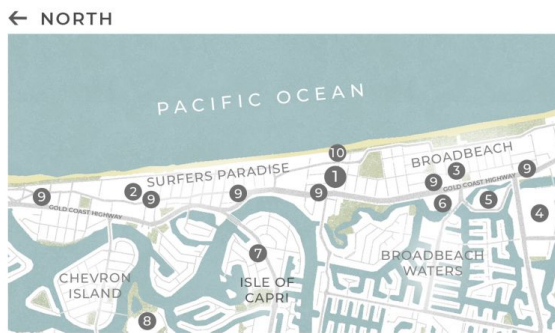 ← NORTH
PACIFIC OCEAN
10
BROADBEACH
SURFERS PARADISE
1
3
9
2
9
9
9
9
9
GOLD COAST HIGHWAY
GOLD COAST HIGHWAY
6
5
4
7
BROADBEACH
WATERS
CHEVRON
ISLAND
ISLE OF
CAPRI
8